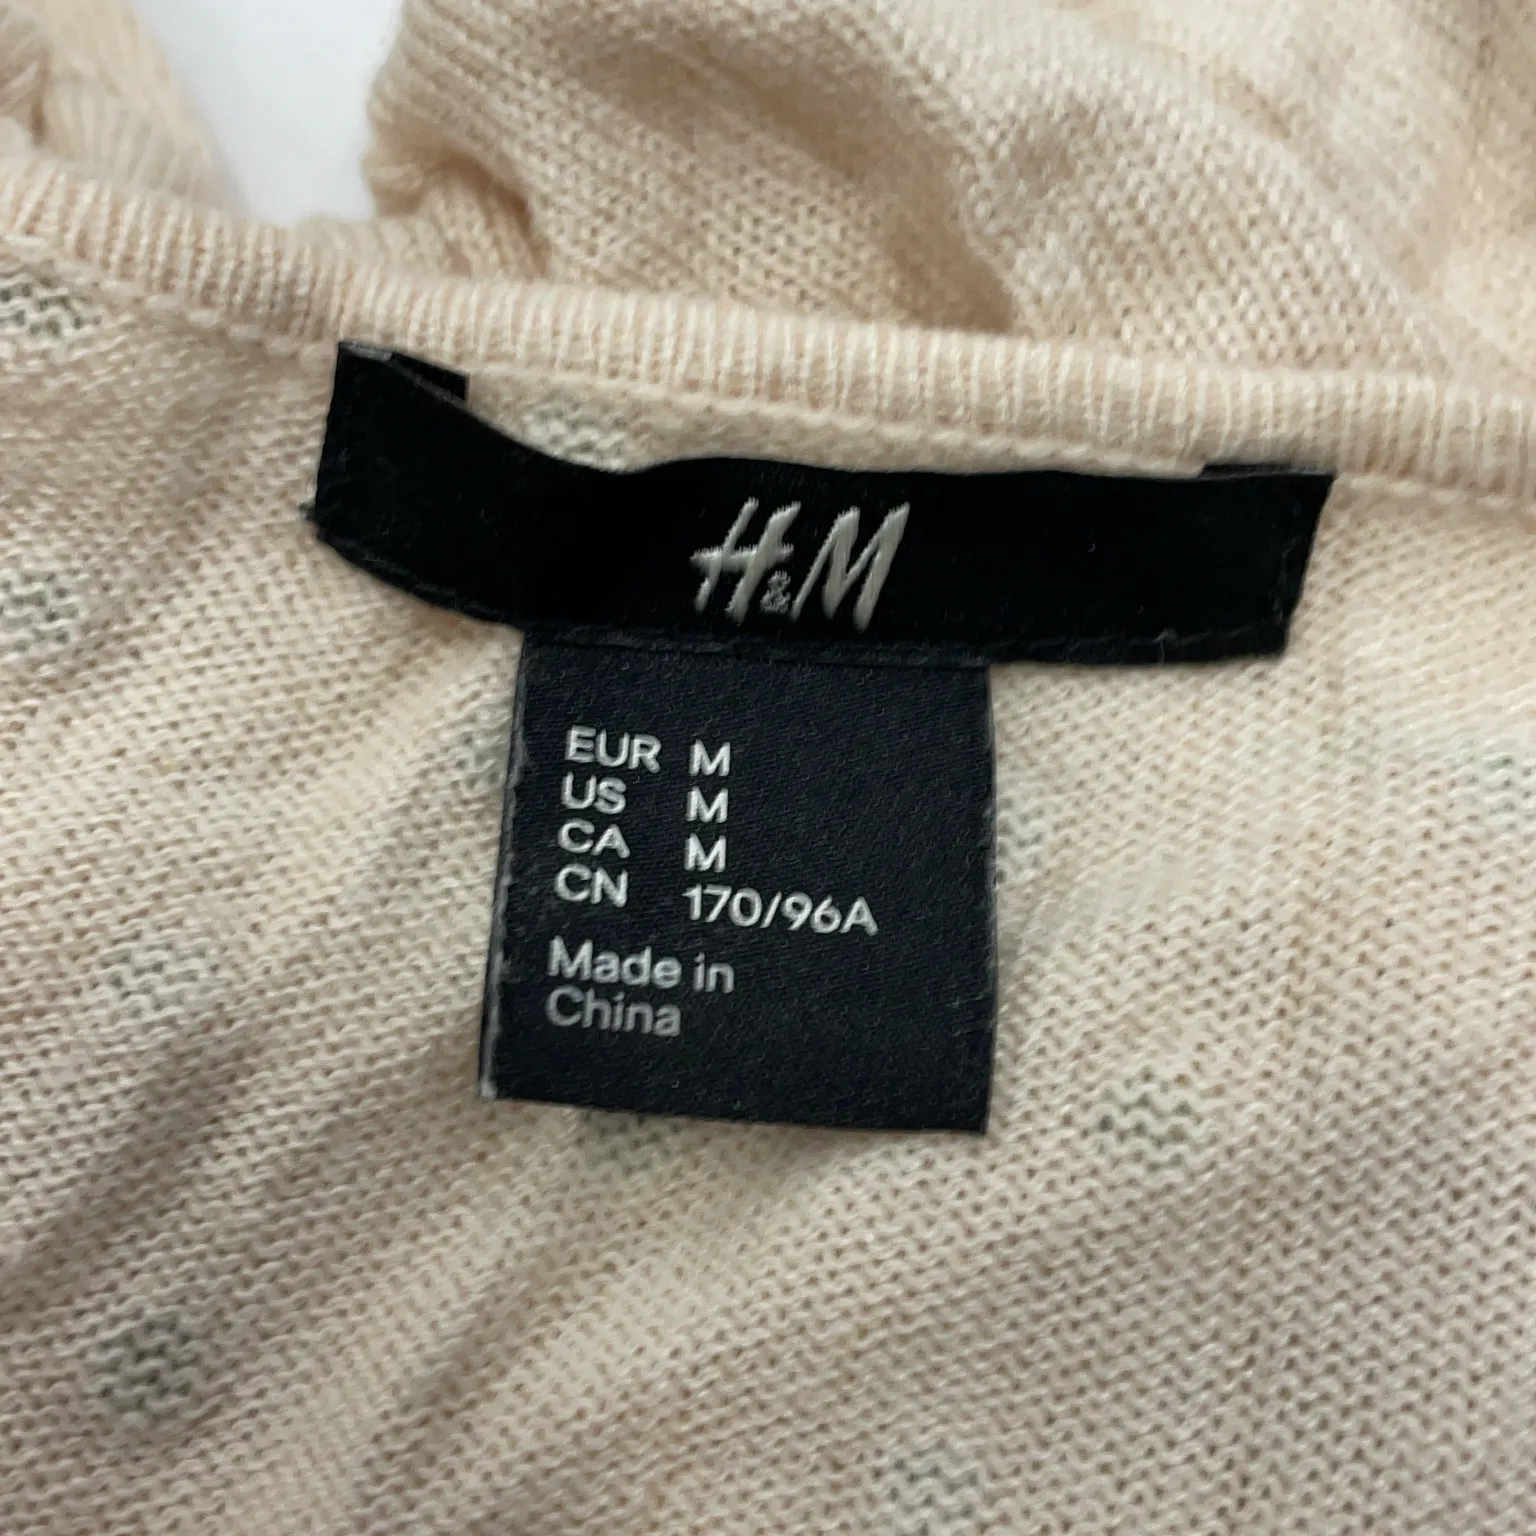 H&M
EUR M
US M
CA M
CN 170/96A
Made in
China